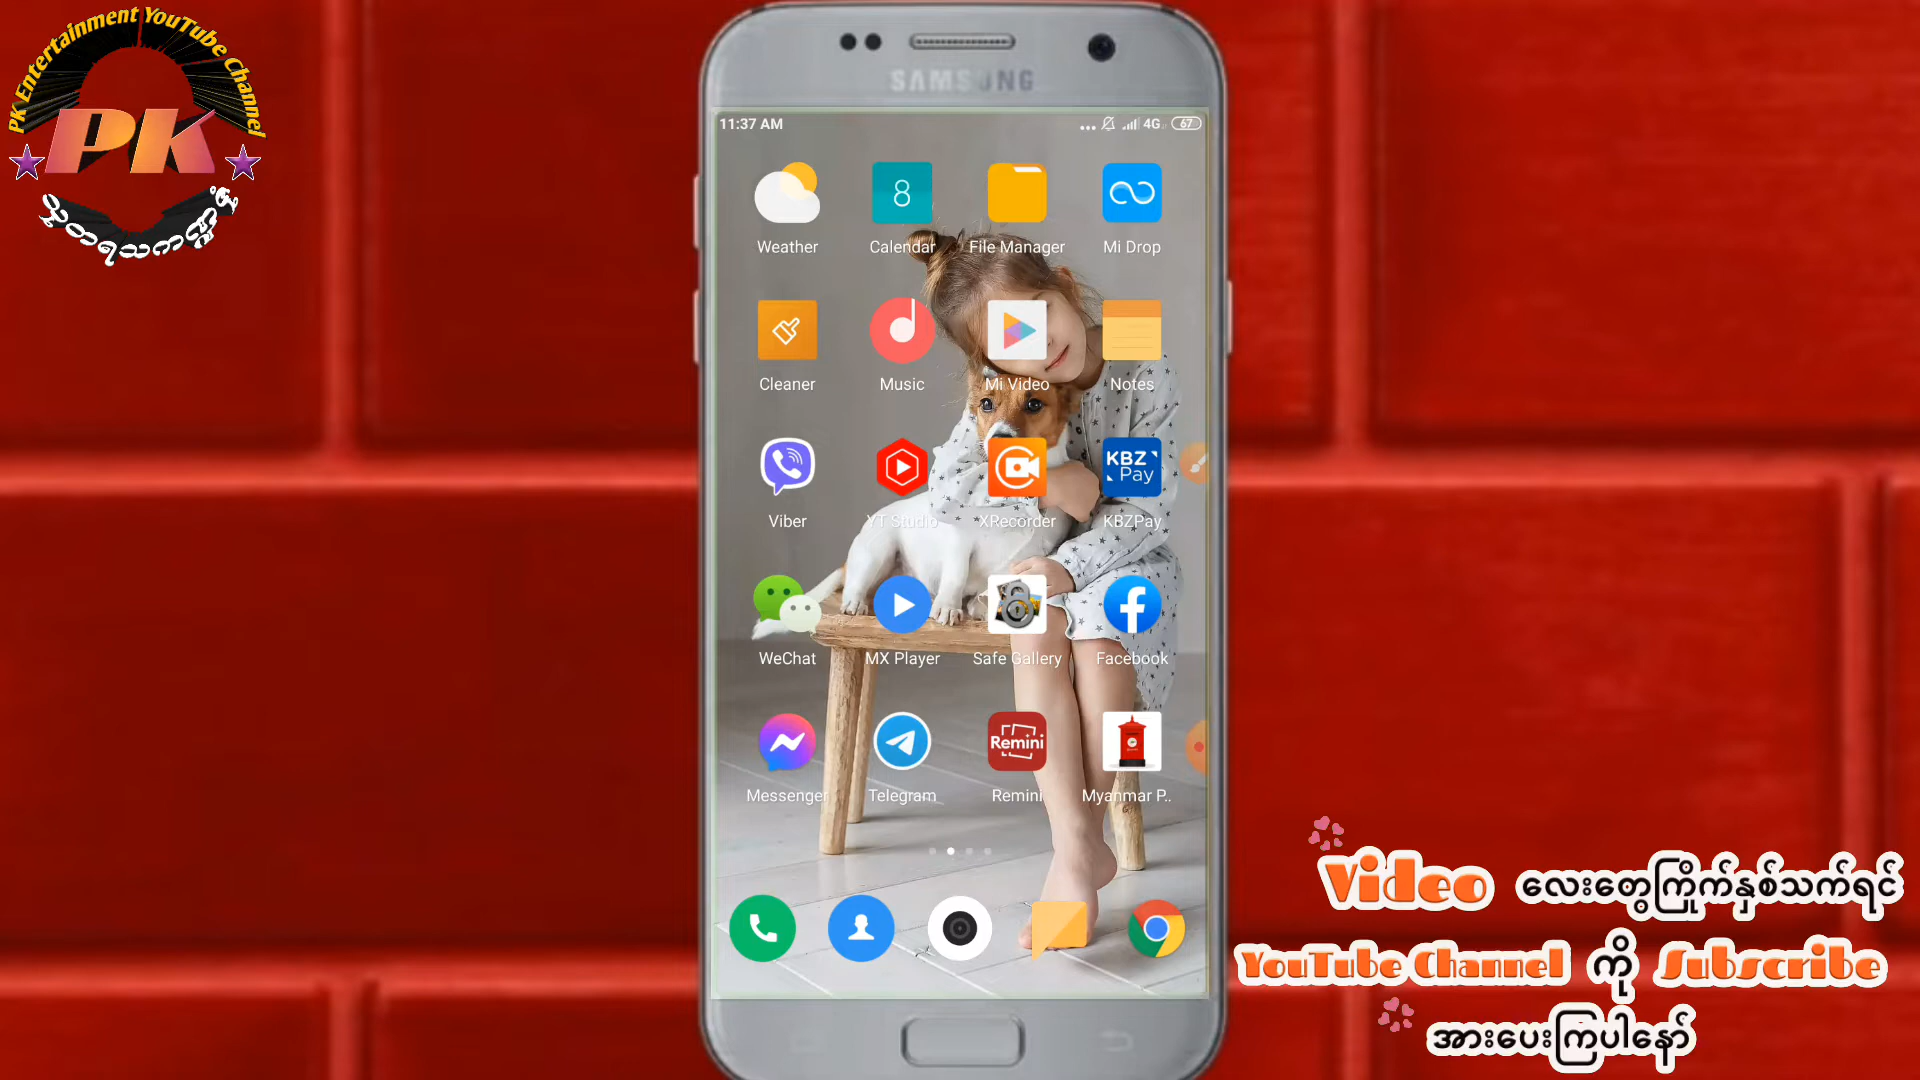 PK Entertainment YouTube Channel
PK
SAMSUNG
11:37 AM
4G
67
8
Weather
Calendar
File Manager
Mi Drop
Cleaner
Music
Mi Video
Notes
KBZ
Pay
Viber
YT Studio
XRecorder
KBZPay
WeChat
MX Player
Safe Gallery
Facebook
Remini
Messenger
Telegram
Remini
Myanmar P..
Video လေးတွေကြိုက်နှစ်သက်ရင်
YouTube Channel ကို Subscribe
အားပေးကြပါနော်